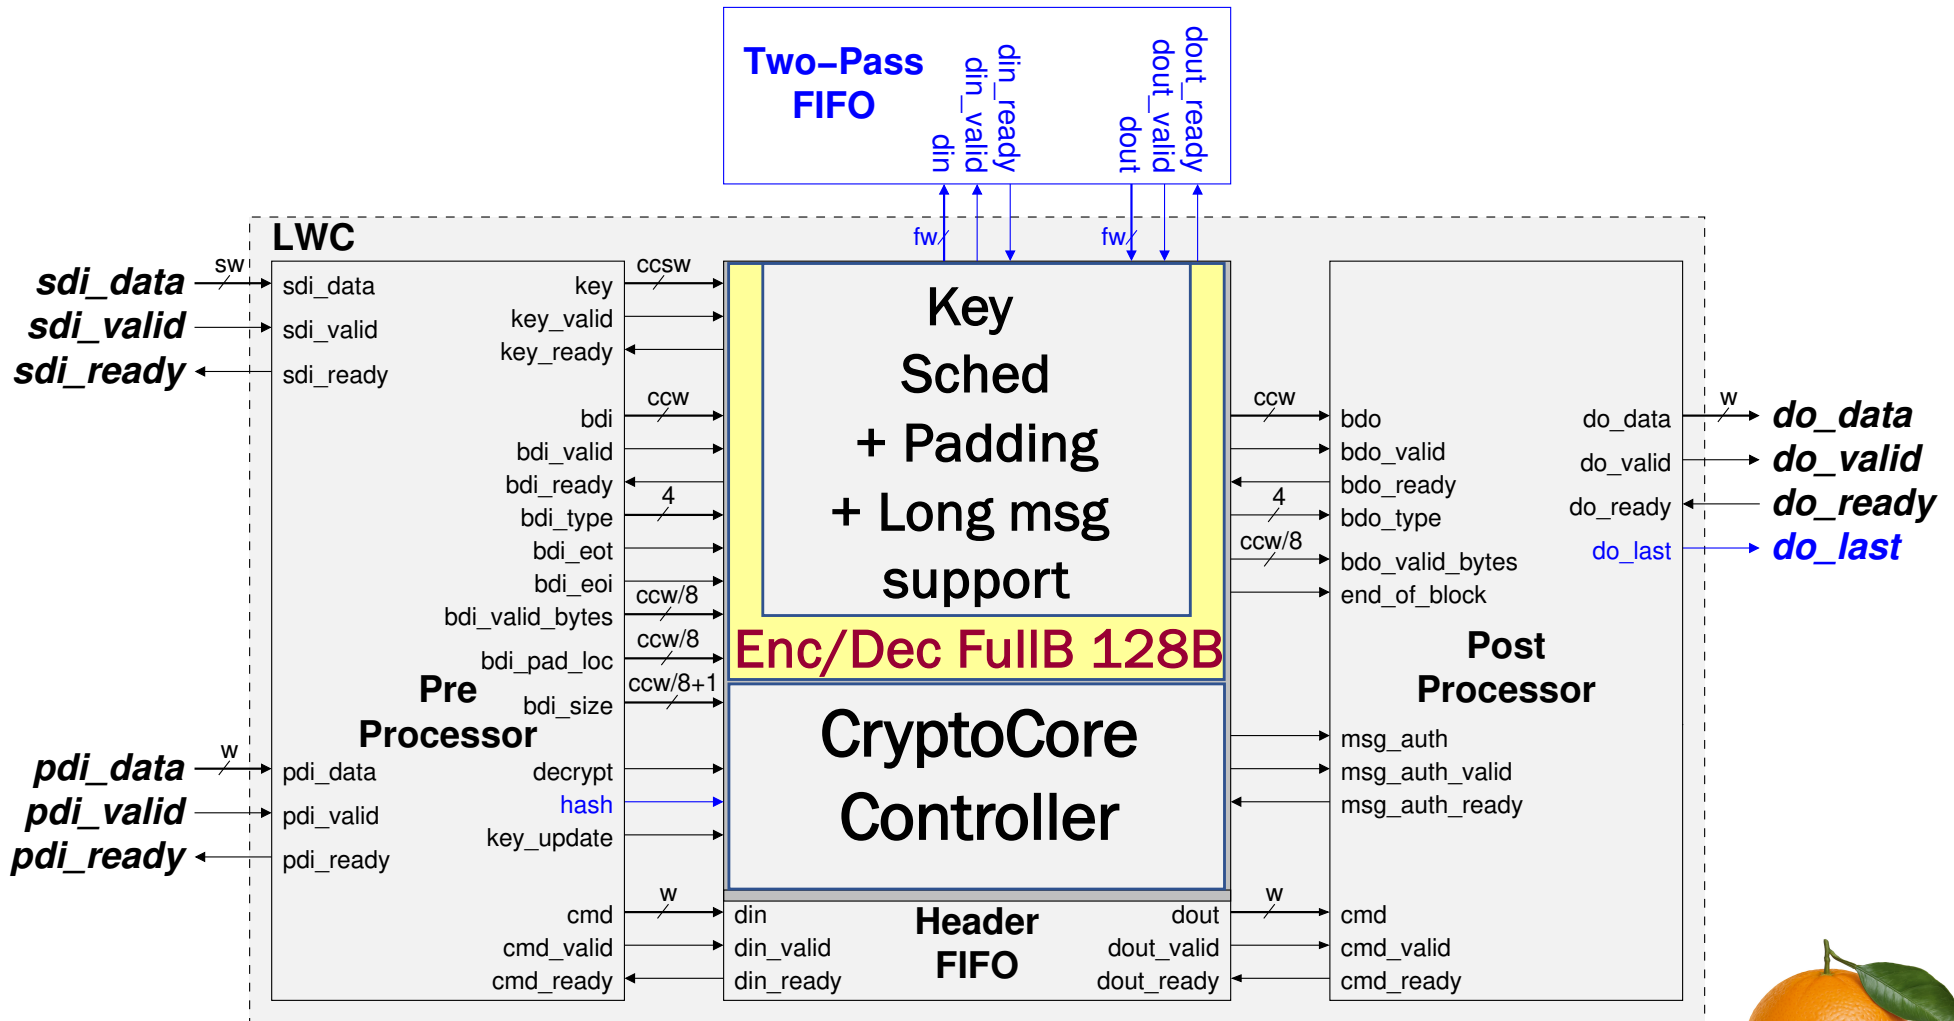 Two–Pass
FIFO
din
din_valid
din_ready
dout
dout_valid
dout_ready
fw
fw
LWC
sdi_data
sdi_valid
sdi_ready
pdi_data
pdi_valid
pdi_ready
sw
w
sdi_data
sdi_valid
sdi_ready
pdi_data
pdi_valid
pdi_ready
Pre
Processor
key
key_valid
key_ready
bdi
bdi_valid
bdi_ready
bdi_type
bdi_eot
bdi_eoi
bdi_valid_bytes
bdi_pad_loc
bdi_size
decrypt
hash
key_update
cmd
cmd_valid
cmd_ready
ccsw
ccw
4
ccw/8
ccw/8
ccw/8+1
w
Key
Sched
+ Padding
+ Long msg
support
Enc/Dec FullB 128B
CryptoCore
Controller
din
din_valid
din_ready
Header
FIFO
dout
dout_valid
dout_ready
ccw
4
ccw/8
w
bdo
bdo_valid
bdo_ready
bdo_type
bdo_valid_bytes
end_of_block
Post
Processor
msg_auth
msg_auth_valid
msg_auth_ready
cmd
cmd_valid
cmd_ready
do_data
do_valid
do_ready
do_last
w
do_data
do_valid
do_ready
do_last